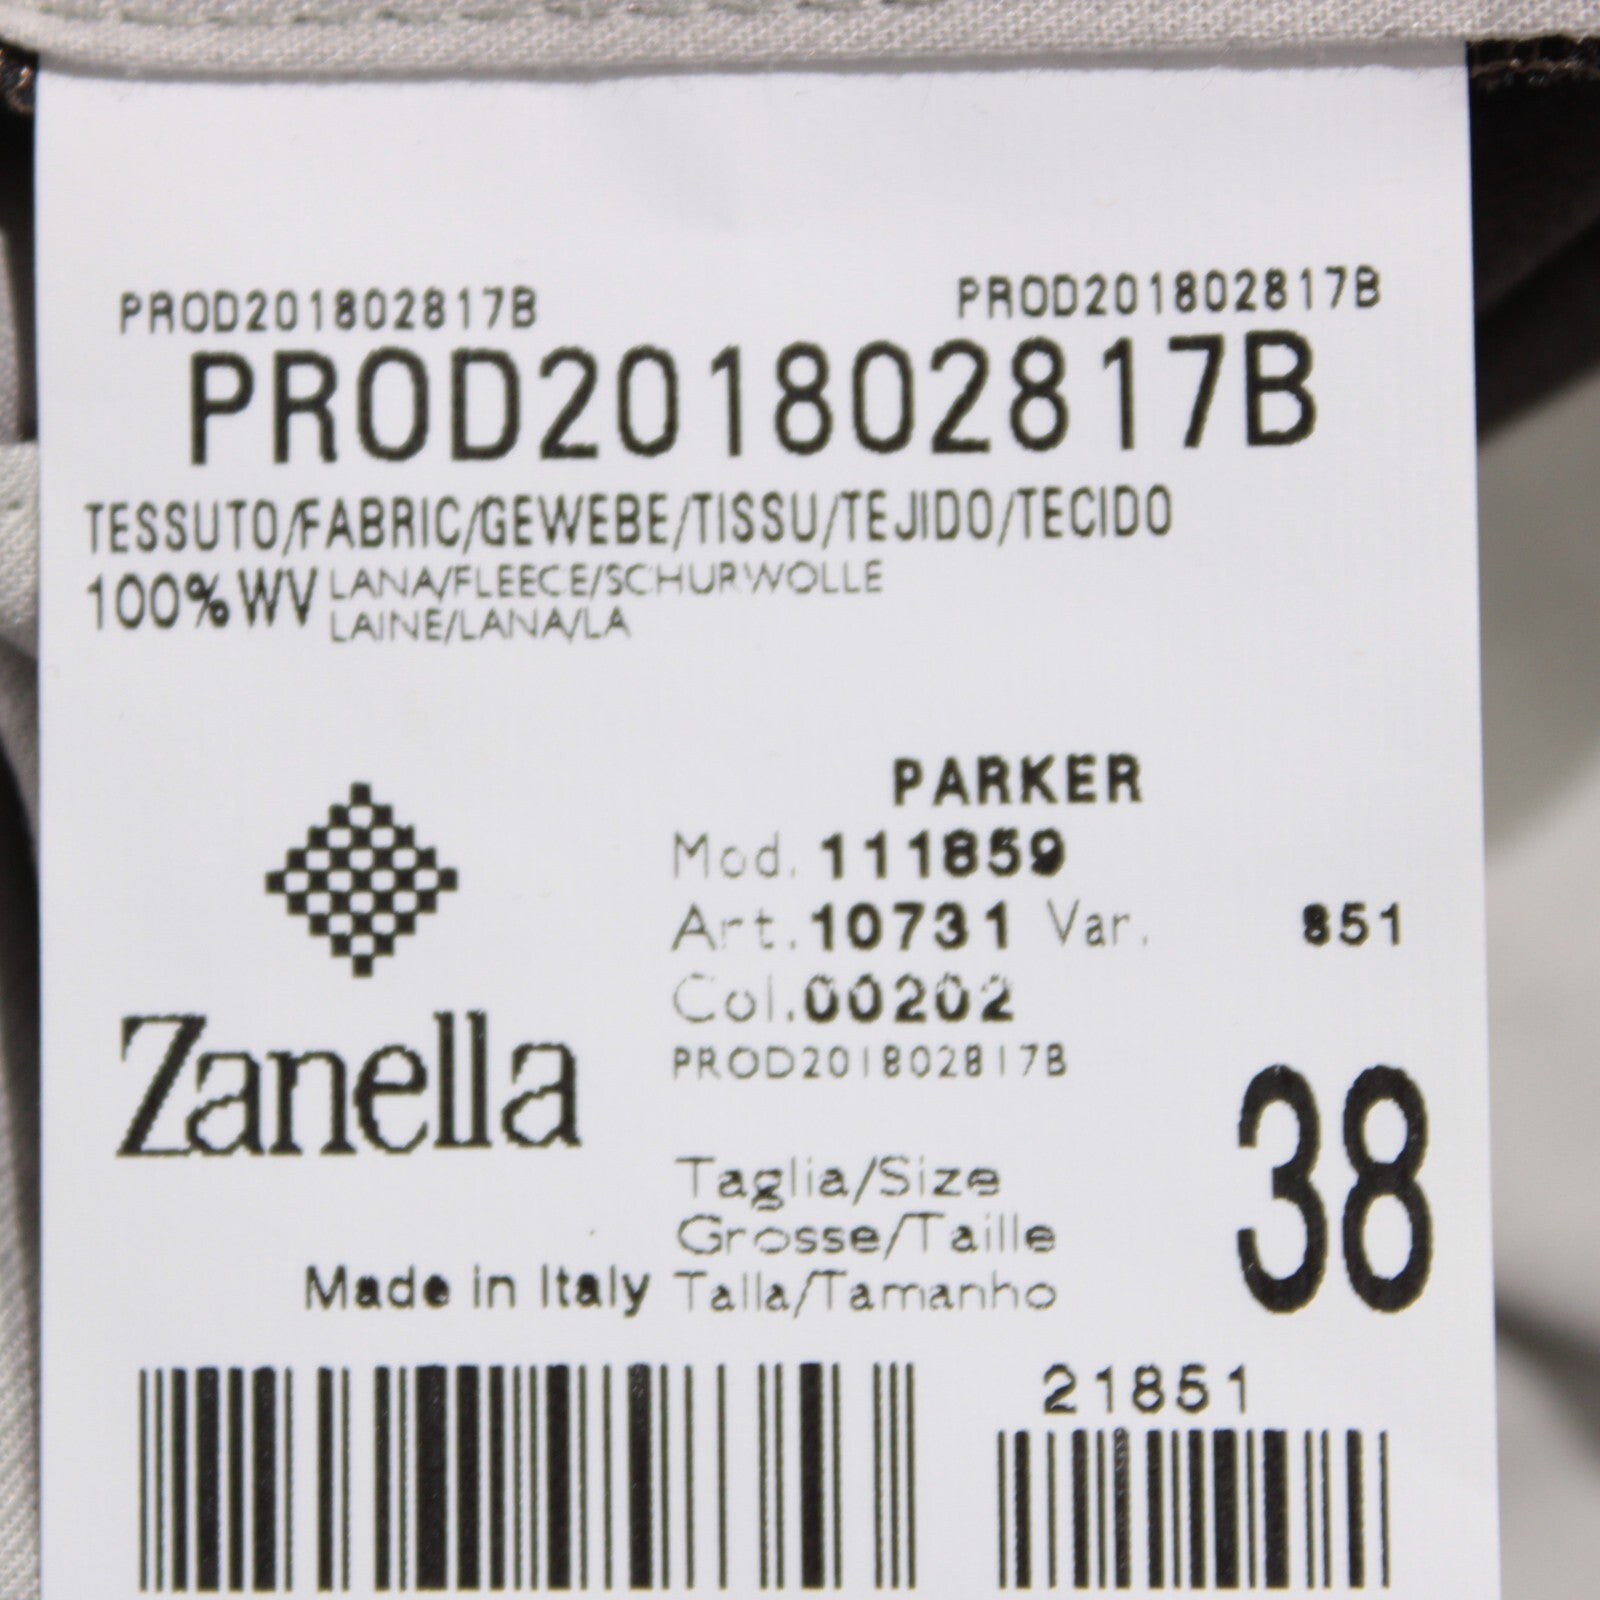 PROD201802817B PROD201802817B
PROD201802817B
TESSUTO/FABRIC/GEWEBE/TISSU/TEJIDO/TECIDO
100%WV LANA/FLEECE/SCHURWOLLE
LAINE/LANA/LA
PARKER
Mod. 111859
Art. 10731 Var. 851
Col. 00202
PROD201802817B
Zanella
38
Taglia/Size
Grosse/Taille
Made in Italy Talla/Tamanho
21851